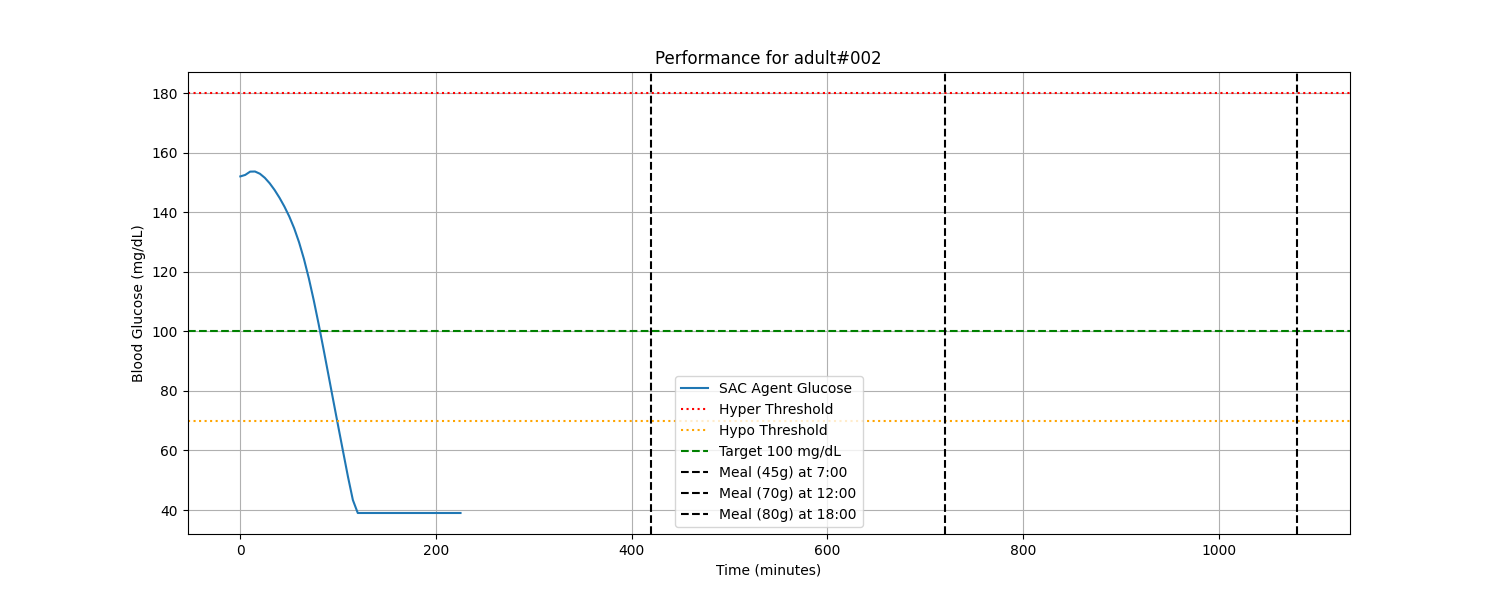 Performance for adult#002
Blood Glucose (mg/dL)
180
160
140
120
100
80
60
40
SAC Agent Glucose
Hyper Threshold
Hypo Threshold
Target 100 mg/dL
Meal (45g) at 7:00
Meal (70g) at 12:00
Meal (80g) at 18:00
0 200 400 600 800 1000
Time (minutes)